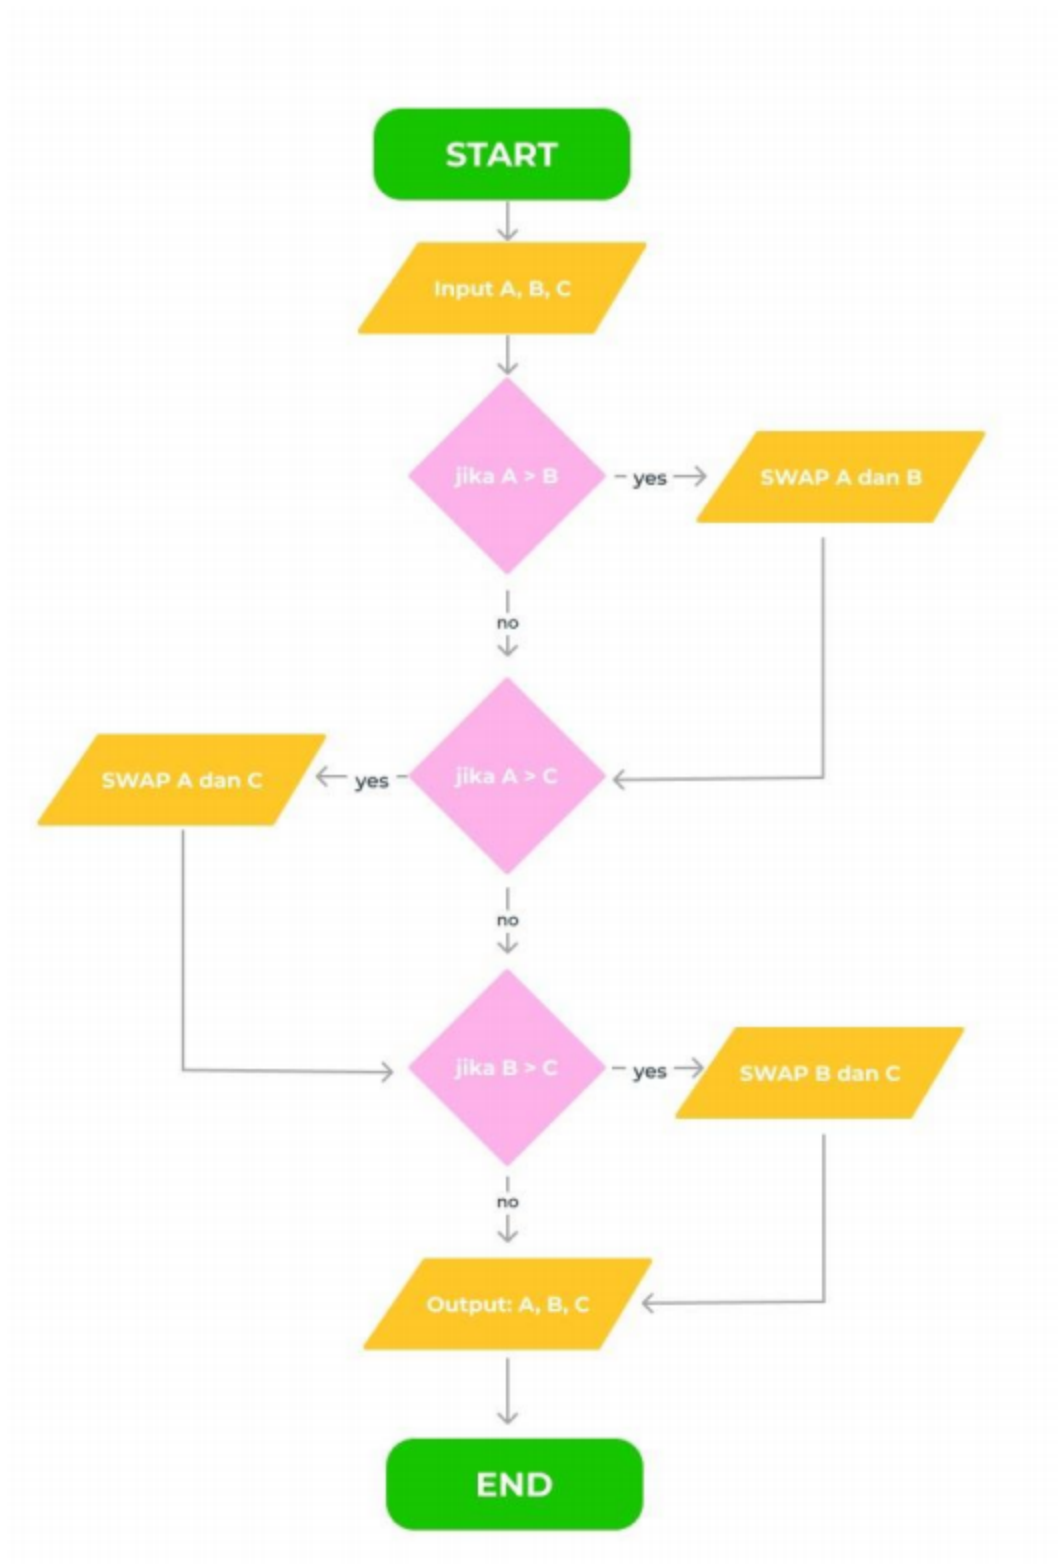 START
Input A, B, C
jika A > B
yes
SWAP A dan B
no
SWAP A dan C
yes
jika A > C
no
jika B > C
yes
SWAP B dan C
no
Output: A, B, C
END